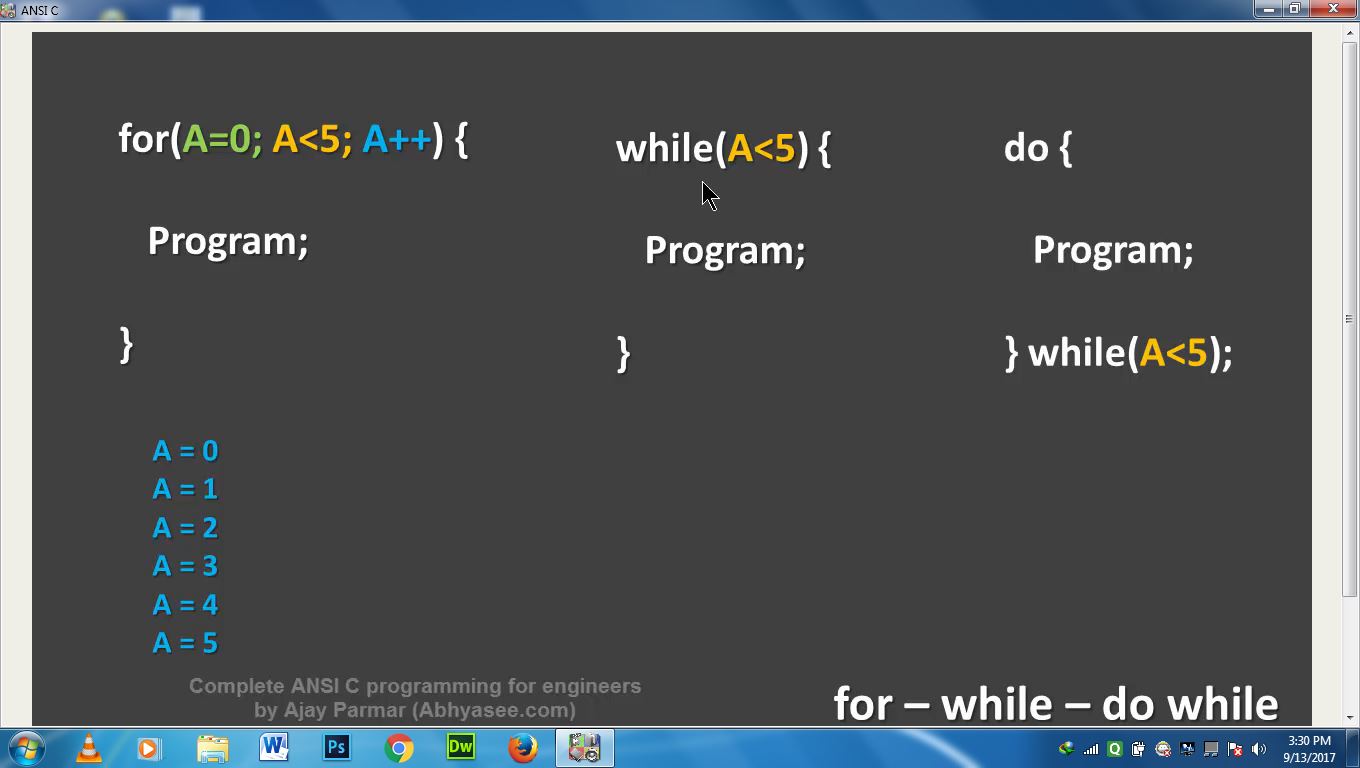 ANSI C
for(A=0; A<5; A++) {
Program;
}
while(A<5) {
Program;
}
do {
Program;
} while(A<5);
A = 0
A = 1
A = 2
A = 3
A = 4
A = 5
Complete ANSI C programming for engineers
by Ajay Parmar (Abhyasee.com)
for – while – do while
W
Ps
Dw
Q
3:30 PM
9/13/2017